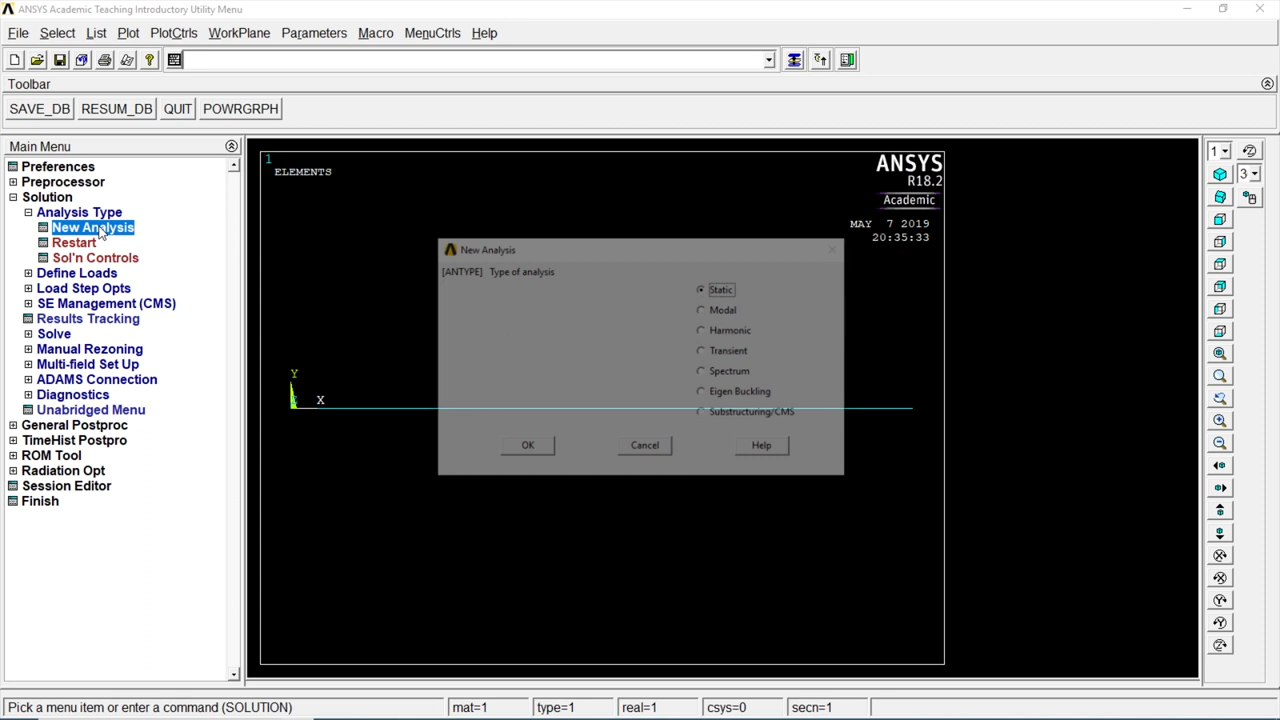 ANSYS Academic Teaching Introductory Utility Menu
File Select List Plot PlotCtrls WorkPlane Parameters Macro MenuCtrls Help
Toolbar
SAVE_DB RESUM_DB QUIT POWRGRPH
Main Menu
Preferences
Preprocessor
Solution
Analysis Type
New Analysis
Restart
Sol'n Controls
Define Loads
Load Step Opts
SE Management (CMS)
Results Tracking
Solve
Manual Rezoning
Multi-field Set Up
ADAMS Connection
Diagnostics
Unabridged Menu
General Postproc
TimeHist Postpro
ROM Tool
Radiation Opt
Session Editor
Finish
1
ELEMENTS
ANSYS
R18.2
Academic
MAY 7 2019
20:35:33
New Analysis
[ANTYPE] Type of analysis
Static
Modal
Harmonic
Transient
Spectrum
Eigen Buckling
Substructuring/CMS
OK Cancel Help
Y
X
1
3
Pick a menu item or enter a command (SOLUTION) mat=1 type=1 real=1 csys=0 secn=1